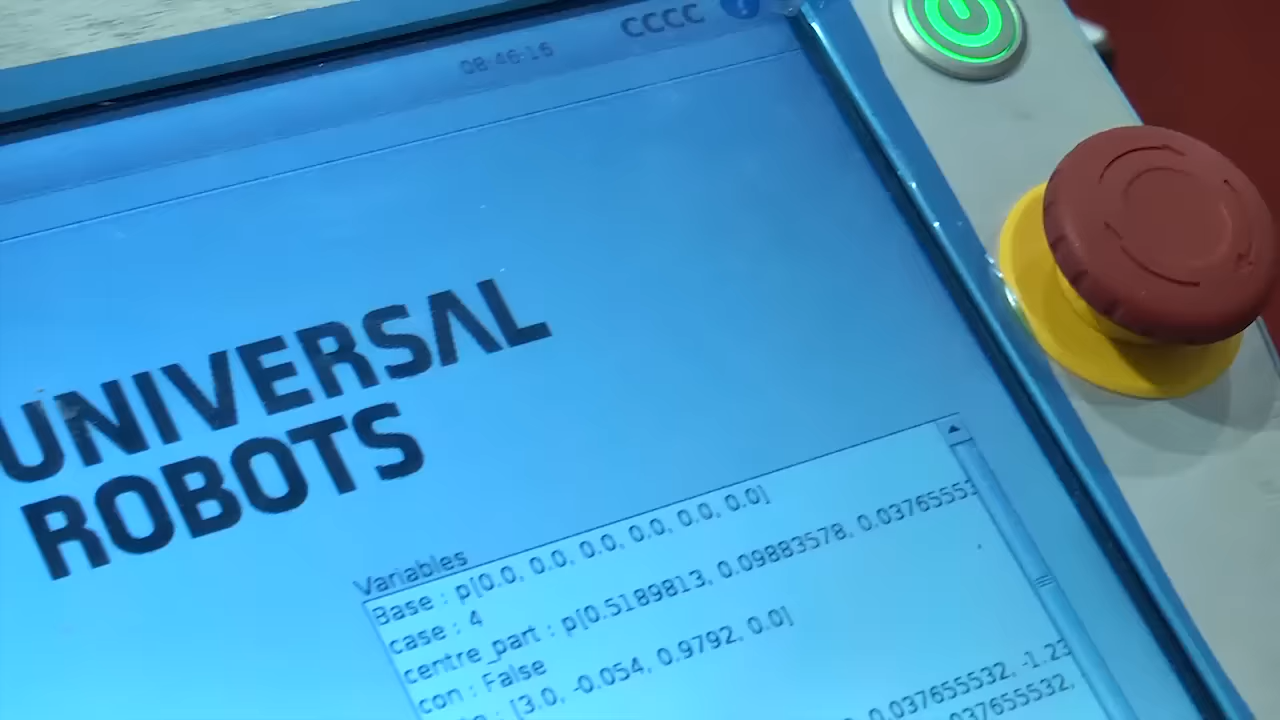 08:46:16 CCCC
UNIVERSAL
ROBOTS
Variables
Base : p[0.0, 0.0, 0.0, 0.0, 0.0, 0.0]
case : 4
centre_part : p[0.5189813, 0.09883578, 0.03765553
con : False
: [3.0, -0.054, 0.9792, 0.0]
0.037655532, -1.23
037655532,